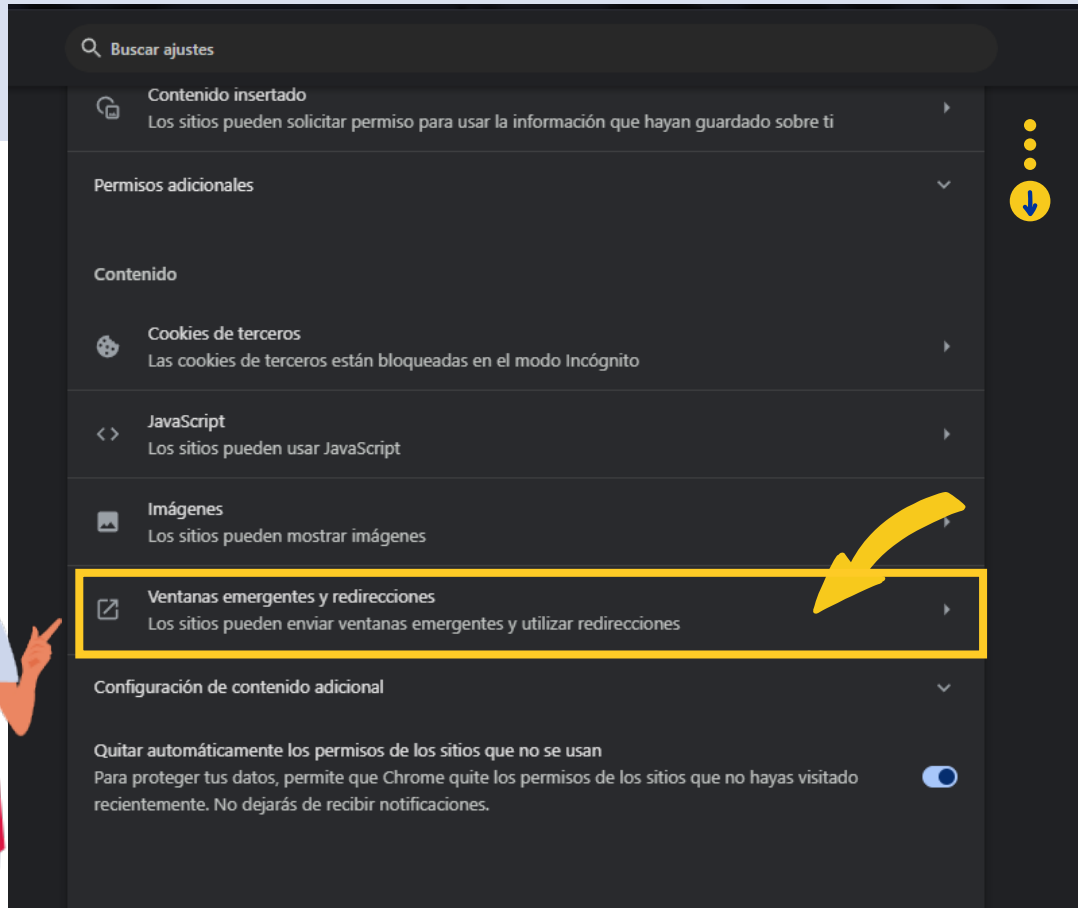 Buscar ajustes
Contenido insertado
Los sitios pueden solicitar permiso para usar la información que hayan guardado sobre ti
Permisos adicionales
Contenido
Cookies de terceros
Las cookies de terceros están bloqueadas en el modo Incógnito
JavaScript
Los sitios pueden usar JavaScript
Imágenes
Los sitios pueden mostrar imágenes
Ventanas emergentes y redirecciones
Los sitios pueden enviar ventanas emergentes y utilizar redirecciones
Configuración de contenido adicional
Quitar automáticamente los permisos de los sitios que no se usan
Para proteger tus datos, permite que Chrome quite los permisos de los sitios que no hayas visitado
recientemente. No dejarás de recibir notificaciones.